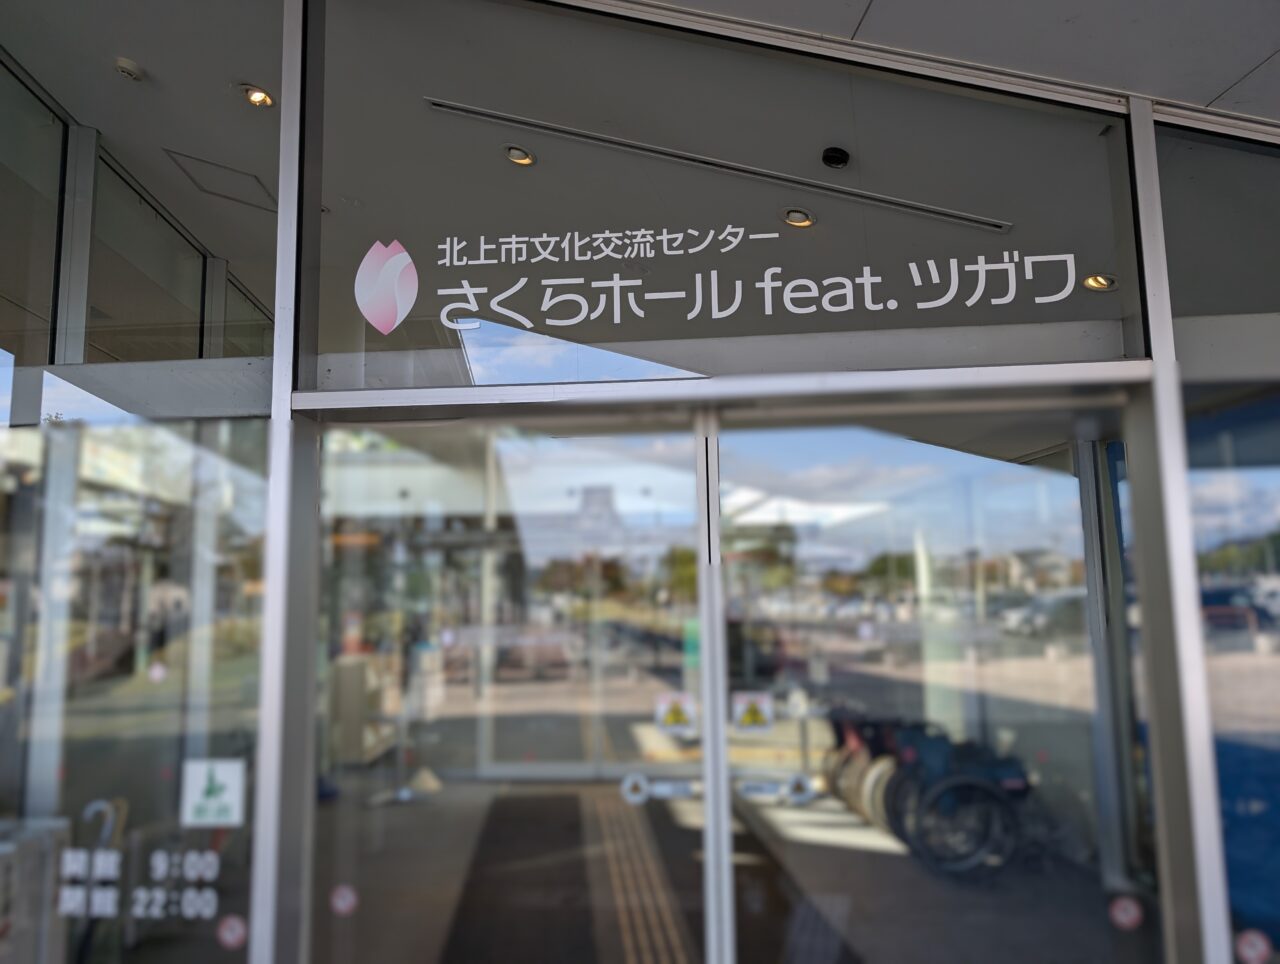 北上市文化交流センター
さくらホール feat. ツガワ
開館 9:00
閉館 22:00